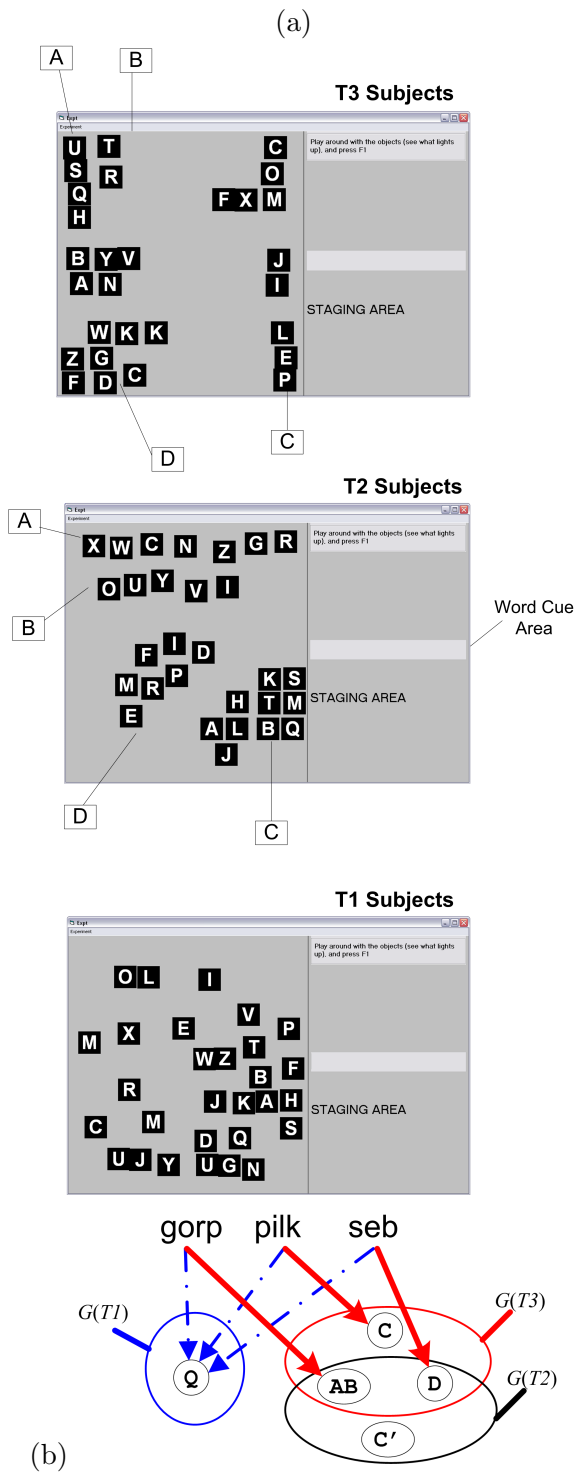 (a)
A
B
T3 Subjects
Expt
Experiment
U T C
S R O
Q F X M
H
B Y V J
A N I
W K K L
Z G E
F D C P
Play around with the objects (see what lights
up), and press F1
STAGING AREA
C
D
T2 Subjects
A
Expt
Experiment
X W C N Z G R
O U Y V I
F I D
M R P K S
E H T M
A L B Q
J
Play around with the objects (see what lights
up), and press F1
STAGING AREA
B
Word Cue
Area
D
C
T1 Subjects
Expt
Experiment
O L I
M X E V P
W Z T
R B F
J K A H
C M D Q S
U J Y U G N
Play around with the objects (see what lights
up), and press F1
STAGING AREA
gorp pilk seb
G(T1)
G(T3)
C
Q
AB D
G(T2)
C′
(b)